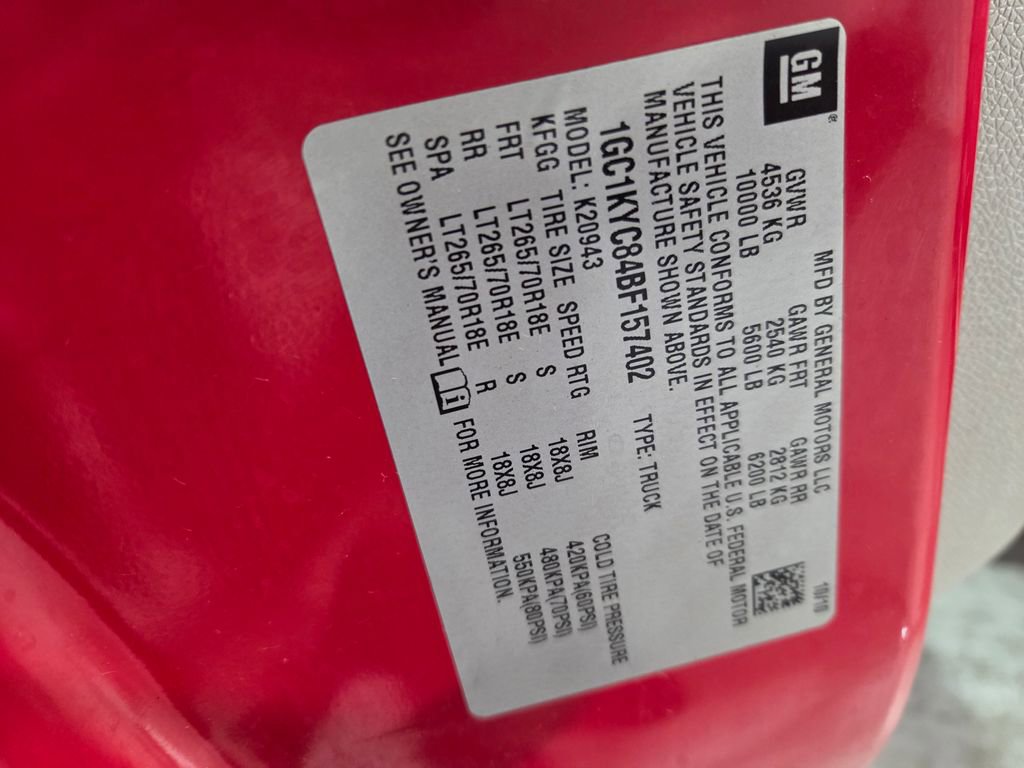 GM®
MFD BY GENERAL MOTORS LLC 10/10
GVWR GAWR FRT GAWR RR
4536 KG 2540 KG 2812 KG
10000 LB 5600 LB 6200 LB
THIS VEHICLE CONFORMS TO ALL APPLICABLE U.S. FEDERAL MOTOR
VEHICLE SAFETY STANDARDS IN EFFECT ON THE DATE OF
MANUFACTURE SHOWN ABOVE.
1GC1KYC84BF157402 TYPE: TRUCK
MODEL: K20943
KFGG TIRE SIZE SPEED RTG RIM COLD TIRE PRESSURE
FRT LT265/70R18E S 18X8J 420KPA(60PSI)
RR LT265/70R18E S 18X8J 480KPA(70PSI)
SPA LT265/70R18E R 18X8J 550KPA(80PSI)
SEE OWNER'S MANUAL i FOR MORE INFORMATION.